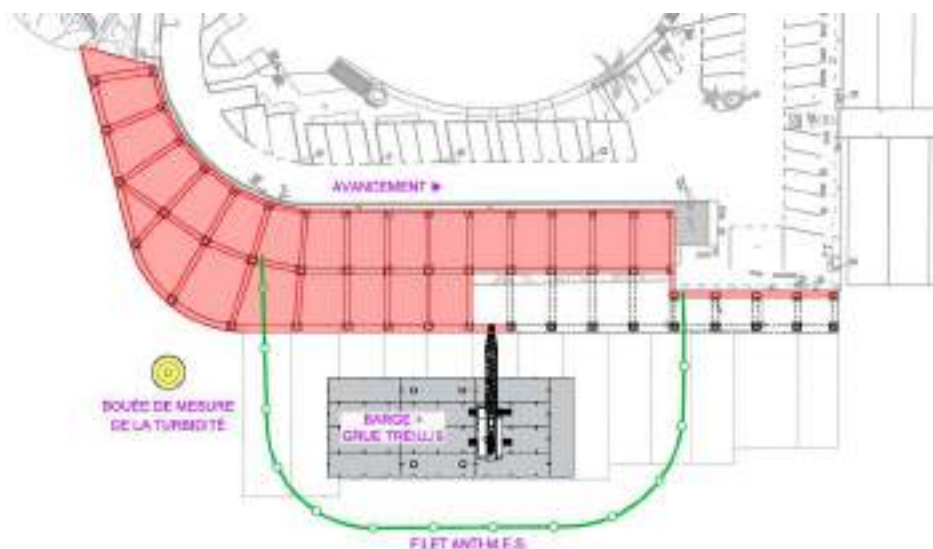 AVANCEMENT ►
BOUÉE DE MESURE
DE LA TURBIDITÉ
BARGE +
GRUE TREILLIS
FILET ANTI-M.E.S.